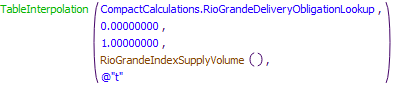 TableInterpolation ( CompactCalculations.RioGrandeDeliveryObligationLookup ,
0.00000000 ,
1.00000000 ,
RioGrandeIndexSupplyVolume () ,
@"t" )